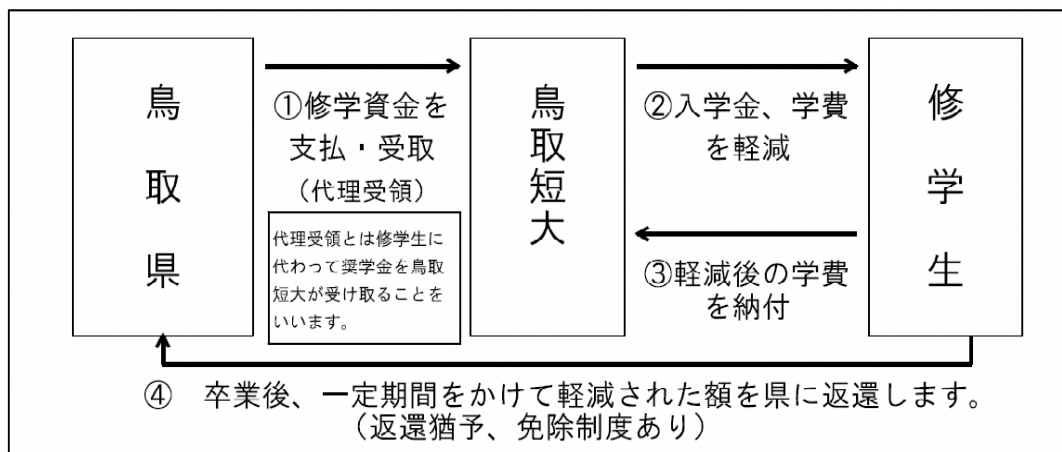 鳥取県
①修学資金を
支払・受取
(代理受領)
代理受領とは修学生に
代わって奨学金を鳥取
短大が受け取ることを
いいます。
鳥取短大
②入学金、学費
を軽減
③軽減後の学費
を納付
修学生
④ 卒業後、一定期間をかけて軽減された額を県に返還します。
(返還猶予、免除制度あり)